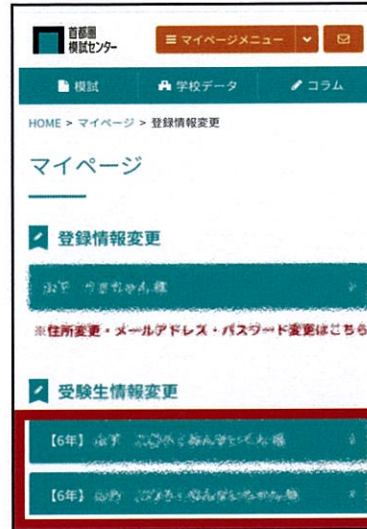 首都圏
模試センター
マイページメニュー
模試
学校データ
コラム
HOME > マイページ > 登録情報変更
マイページ
登録情報変更
様
※住所変更・メールアドレス・パスワード変更はこちら
受験生情報変更
【6年】 様
【6年】 様